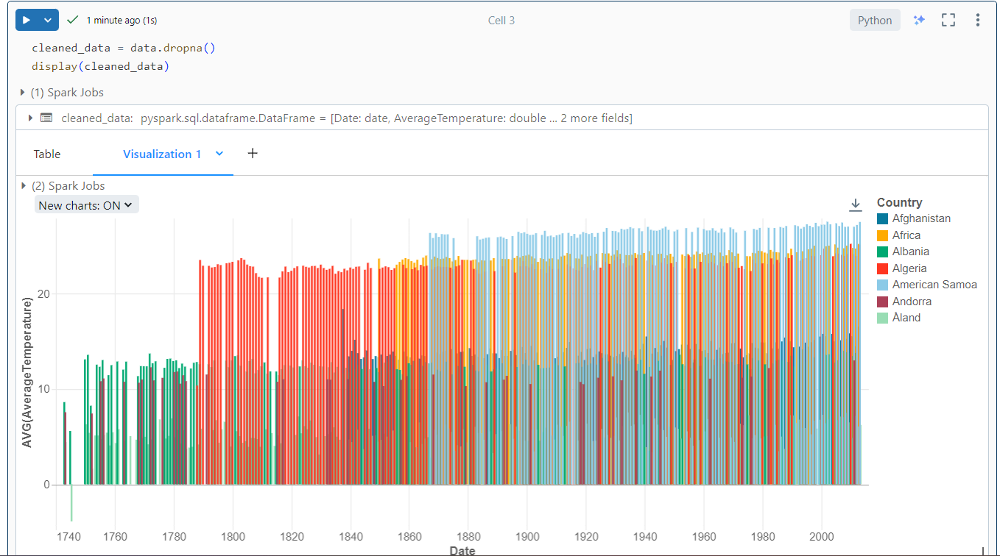 1 minute ago (1s)
Cell 3
Python
cleaned_data = data.dropna()
display(cleaned_data)
(1) Spark Jobs
cleaned_data: pyspark.sql.dataframe.DataFrame = [Date: date, AverageTemperature: double ... 2 more fields]
Table
Visualization 1
+
(2) Spark Jobs
New charts: ON
Country
Afghanistan
Africa
Albania
Algeria
American Samoa
Andorra
Åland
AVG(AverageTemperature)
20
10
0
1740 1760 1780 1800 1820 1840 1860 1880 1900 1920 1940 1960 1980 2000
Date